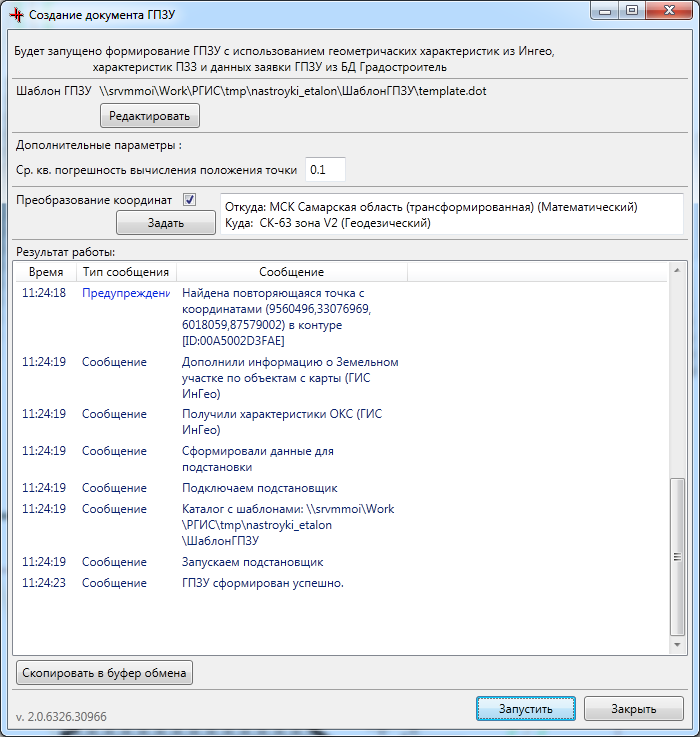 Создание документа ГПЗУ
Будет запущено формирование ГПЗУ с использованием геометричаских характеристик из Ингео,
характеристик ПЗЗ и данных заявки ГПЗУ из БД Градостроитель
Шаблон ГПЗУ \\srvmmoi\Work\РГИС\tmp\nastroyki_etalon\ШаблонГПЗУ\template.dot
Редактировать
Дополнительные параметры :
Ср. кв. погрешность вычисления положения точки 0.1
Преобразование координат
Задать
Откуда: МСК Самарская область (трансформированная) (Математический)
Куда: СК-63 зона V2 (Геодезический)
Результат работы:
Время Тип сообщения Сообщение
11:24:18 Предупреждени Найдена повторяющаяся точка с
координатами (9560496,33076969,
6018059,87579002) в контуре
[ID:00A5002D3FAE]
11:24:19 Сообщение Дополнили информацию о Земельном
участке по объектам с карты (ГИС
ИнГео)
11:24:19 Сообщение Получили характеристики ОКС (ГИС
ИнГео)
11:24:19 Сообщение Сформировали данные для
подстановки
11:24:19 Сообщение Подключаем подстановщик
11:24:19 Сообщение Каталог с шаблонами: \\srvmmoi\Work
\РГИС\tmp\nastroyki_etalon
\ШаблонГПЗУ
11:24:19 Сообщение Запускаем подстановщик
11:24:23 Сообщение ГПЗУ сформирован успешно.
Скопировать в буфер обмена
v. 2.0.6326.30966
Запустить
Закрыть